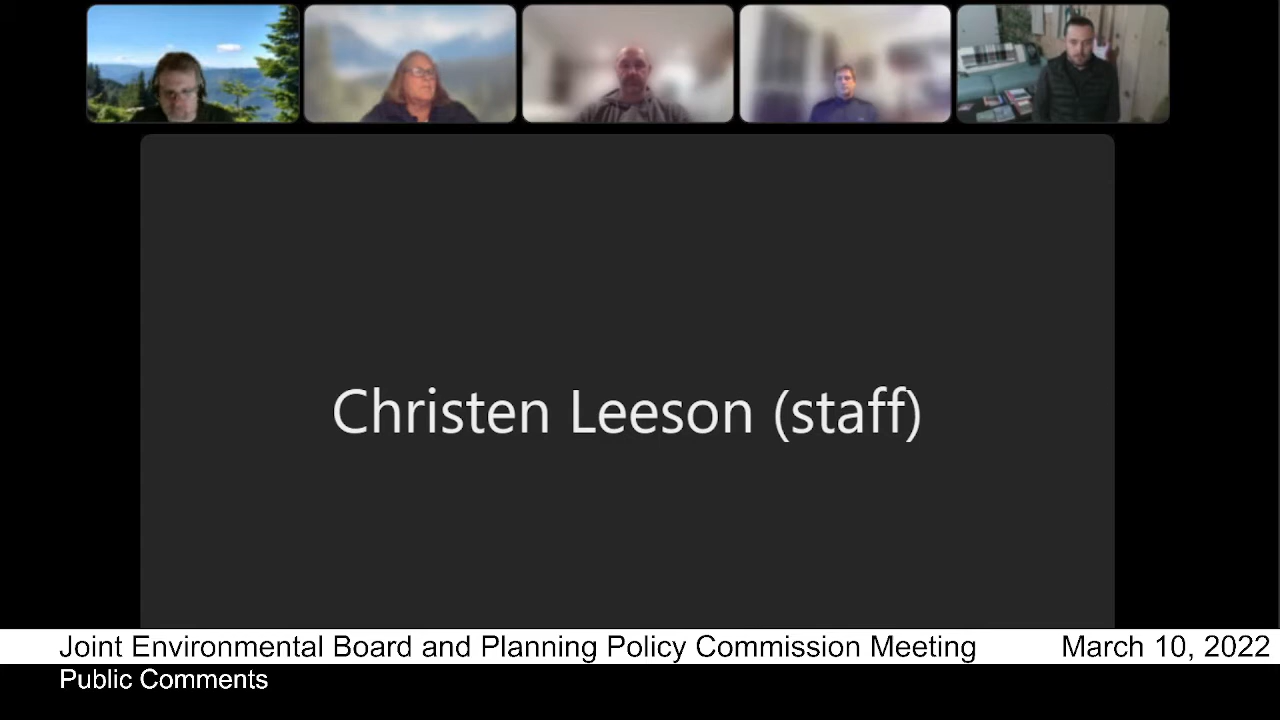 Christen Leeson (staff)
Joint Environmental Board and Planning Policy Commission Meeting March 10, 2022
Public Comments